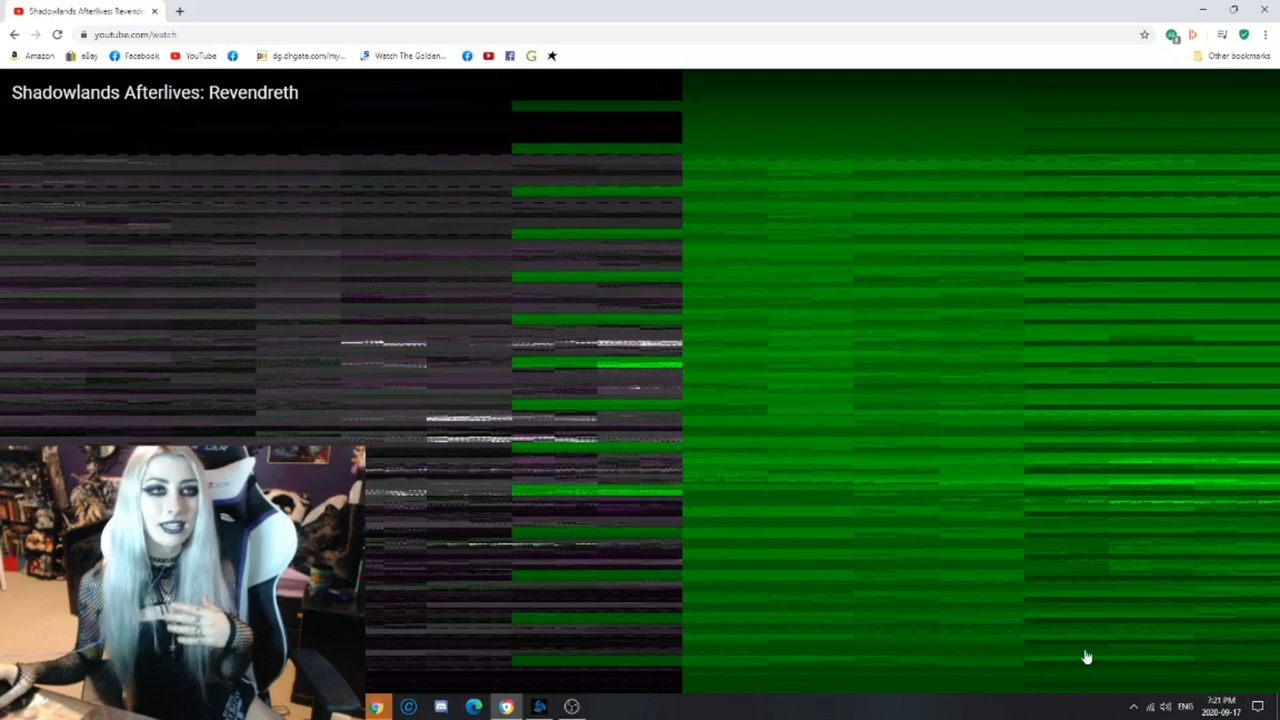 Shadowlands Afterlives: Revendr
youtube.com/watch
Amazon
eBay
Facebook
YouTube
dg.dhgate.com/my...
Watch The Golden...
Other bookmarks
Shadowlands Afterlives: Revendreth
ENG
7:21 PM
2020-09-17